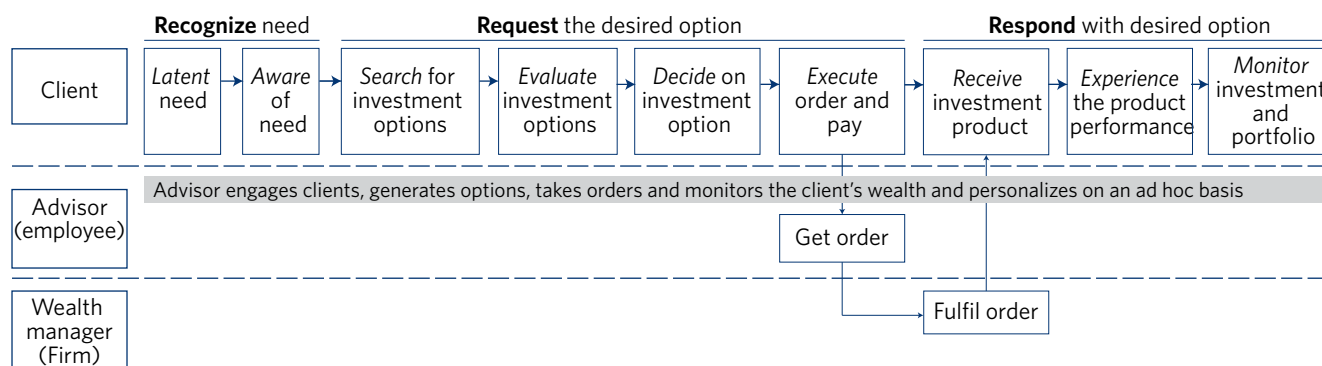 Recognize need
Request the desired option
Respond with desired option
Client
Latent
need
Aware
of
need
Search for
investment
options
Evaluate
investment
options
Decide on
investment
option
Execute
order and
pay
Receive
investment
product
Experience
the product
performance
Monitor
investment
and
portfolio
Advisor
(employee)
Advisor engages clients, generates options, takes orders and monitors the client’s wealth and personalizes on an ad hoc basis
Get order
Wealth
manager
(Firm)
Fulfil order